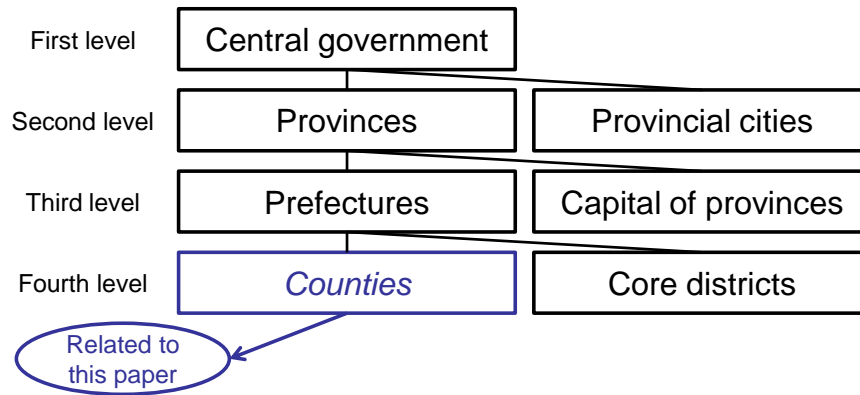 First level
Central government
Second level
Provinces
Provincial cities
Third level
Prefectures
Capital of provinces
Fourth level
Counties
Core districts
Related to
this paper